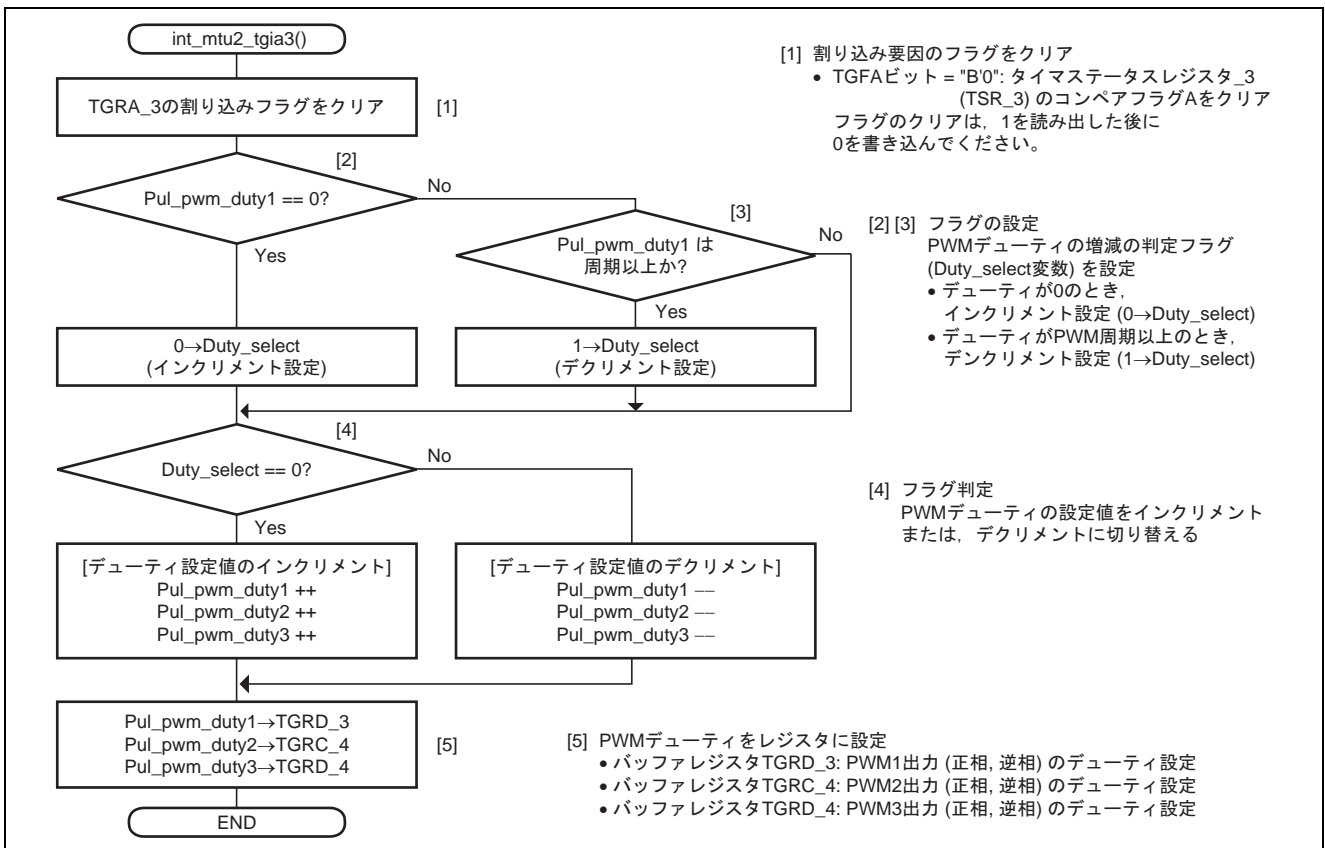 int_mtu2_tgia3()
TGRA_3の割り込みフラグをクリア
[1]
[2]
Pul_pwm_duty1 == 0?
No
Yes
[3]
Pul_pwm_duty1 は
周期以上か?
No
Yes
0→Duty_select
(インクリメント設定)
1→Duty_select
(デクリメント設定)
[4]
Duty_select == 0?
No
Yes
[デューティ設定値のインクリメント]
Pul_pwm_duty1 ++
Pul_pwm_duty2 ++
Pul_pwm_duty3 ++
[デューティ設定値のデクリメント]
Pul_pwm_duty1 −−
Pul_pwm_duty2 −−
Pul_pwm_duty3 −−
Pul_pwm_duty1→TGRD_3
Pul_pwm_duty2→TGRC_4
Pul_pwm_duty3→TGRD_4
[5]
END
[1] 割り込み要因のフラグをクリア
• TGFAビット = "B'0": タイマステータスレジスタ_3
(TSR_3) のコンペアフラグAをクリア
フラグのクリアは，1を読み出した後に
0を書き込んでください。
[2] [3] フラグの設定
PWMデューティの増減の判定フラグ
(Duty_select変数) を設定
• デューティが0のとき，
インクリメント設定 (0→Duty_select)
• デューティがPWM周期以上のとき，
デンクリメント設定 (1→Duty_select)
[4] フラグ判定
PWMデューティの設定値をインクリメント
または，デクリメントに切り替える
[5] PWMデューティをレジスタに設定
• バッファレジスタTGRD_3: PWM1出力 (正相, 逆相) のデューティ設定
• バッファレジスタTGRC_4: PWM2出力 (正相, 逆相) のデューティ設定
• バッファレジスタTGRD_4: PWM3出力 (正相, 逆相) のデューティ設定